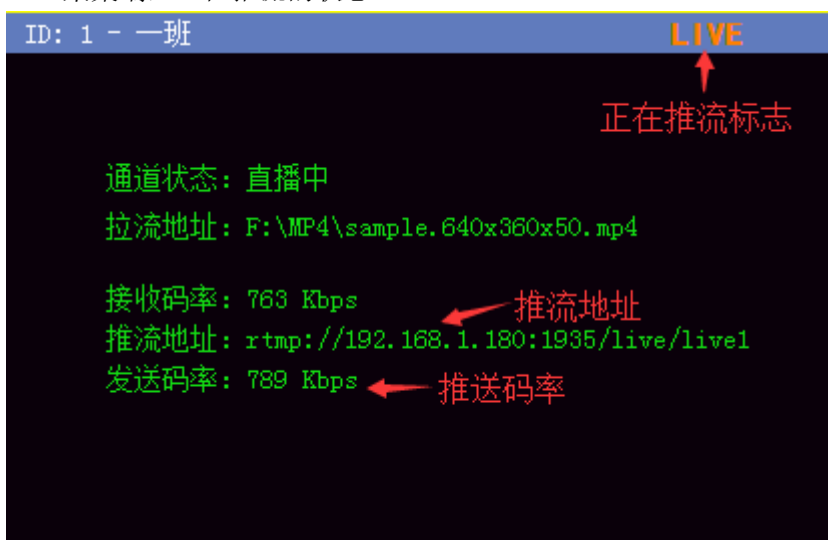 ID: 1 - 一班
LIVE
正在推流标志
通道状态: 直播中
拉流地址: F:\MP4\sample.640x360x50.mp4
接收码率: 763 Kbps
推流地址
推流地址: rtmp://192.168.1.180:1935/live/live1
发送码率: 789 Kbps
推送码率